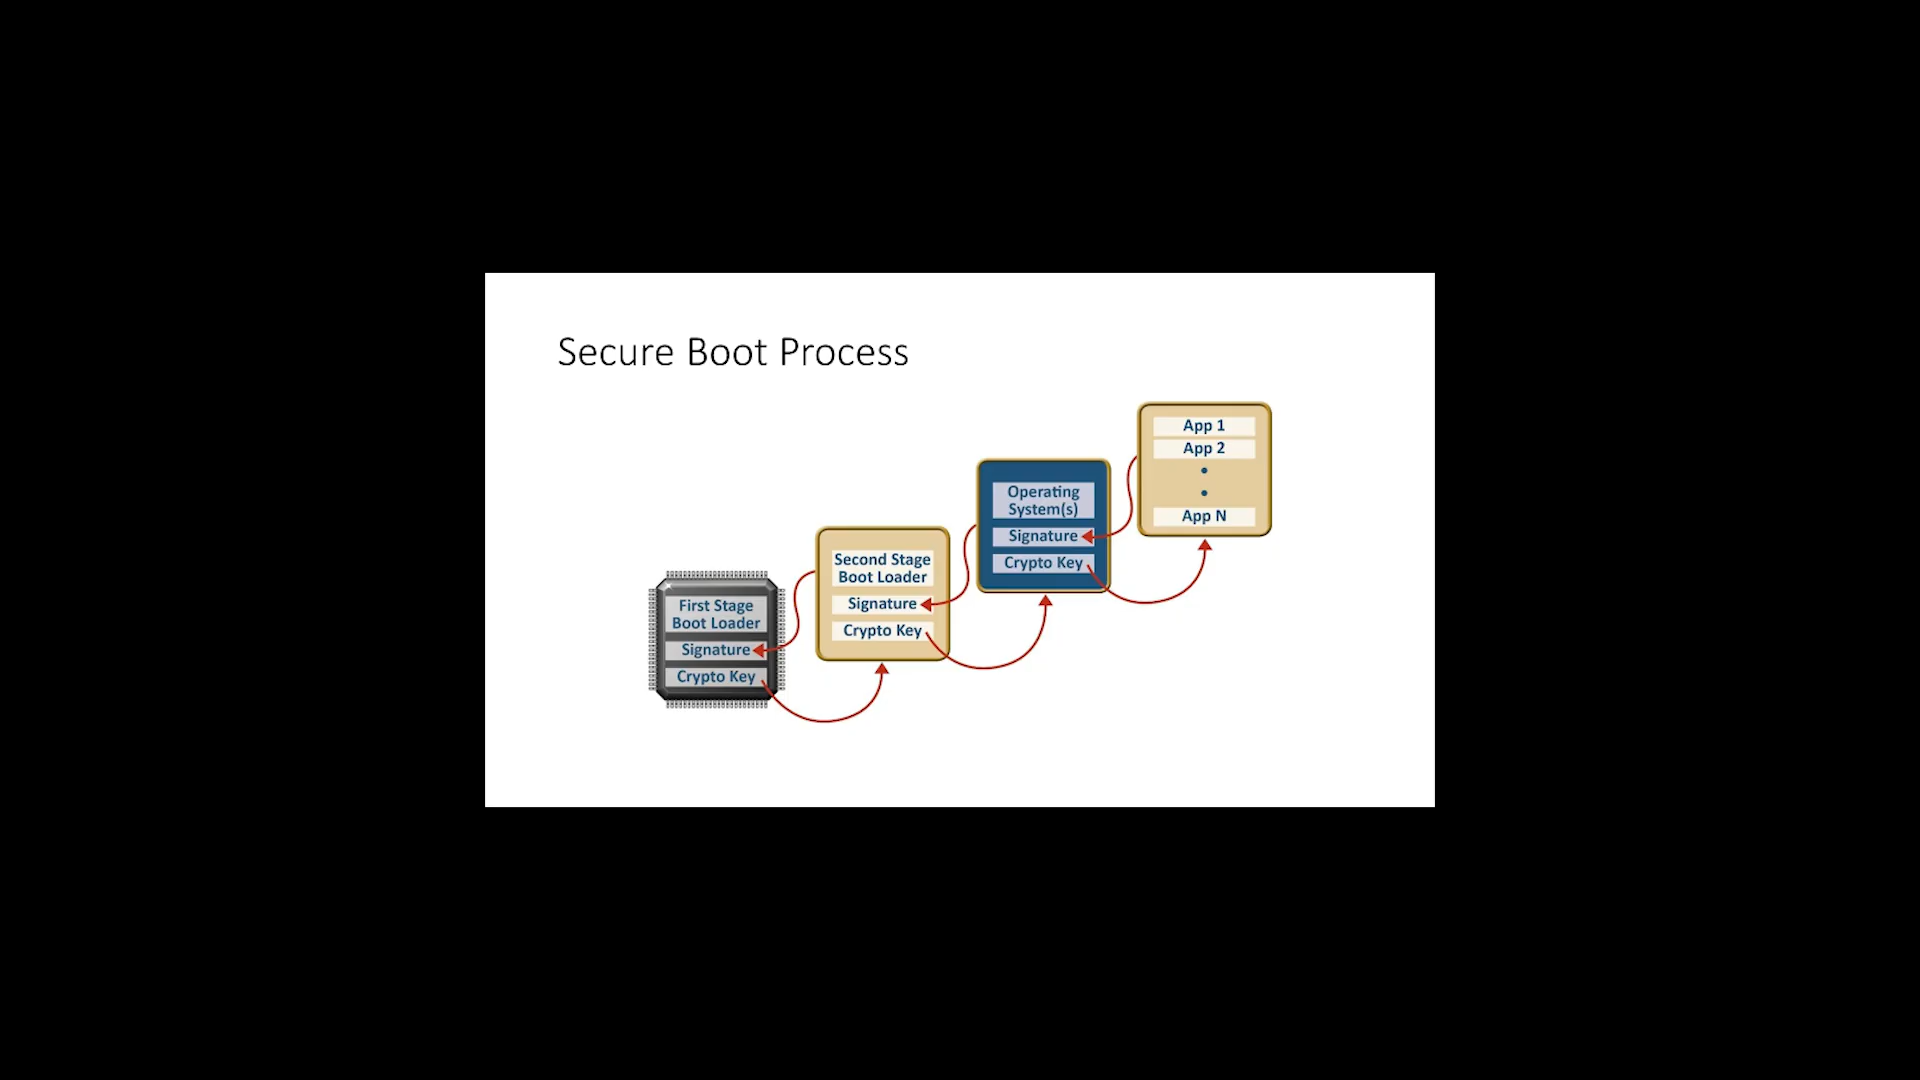 Secure Boot Process
First Stage
Boot Loader
Signature
Crypto Key
Second Stage
Boot Loader
Signature
Crypto Key
Operating
System(s)
Signature
Crypto Key
App 1
App 2
App N